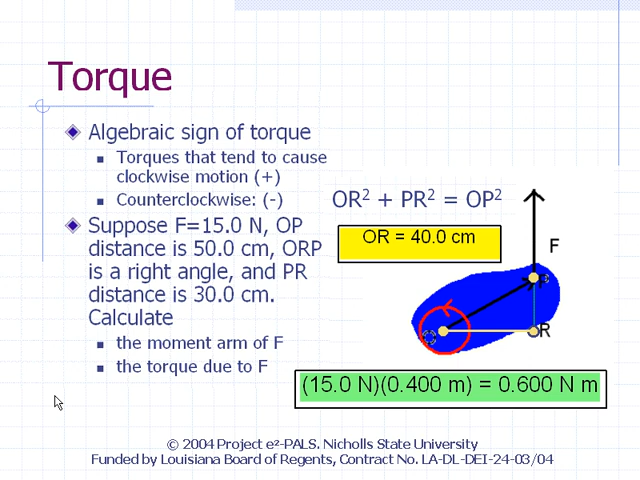 Torque
Algebraic sign of torque
Torques that tend to cause
clockwise motion (+)
Counterclockwise: (-)
Suppose F=15.0 N, OP
distance is 50.0 cm, ORP
is a right angle, and PR
distance is 30.0 cm.
Calculate
the moment arm of F
the torque due to F
OR² + PR² = OP²
OR = 40.0 cm
F
P
O
R
(15.0 N)(0.400 m) = 0.600 N m
© 2004 Project e²-PALS. Nicholls State University
Funded by Louisiana Board of Regents, Contract No. LA-DL-DEI-24-03/04